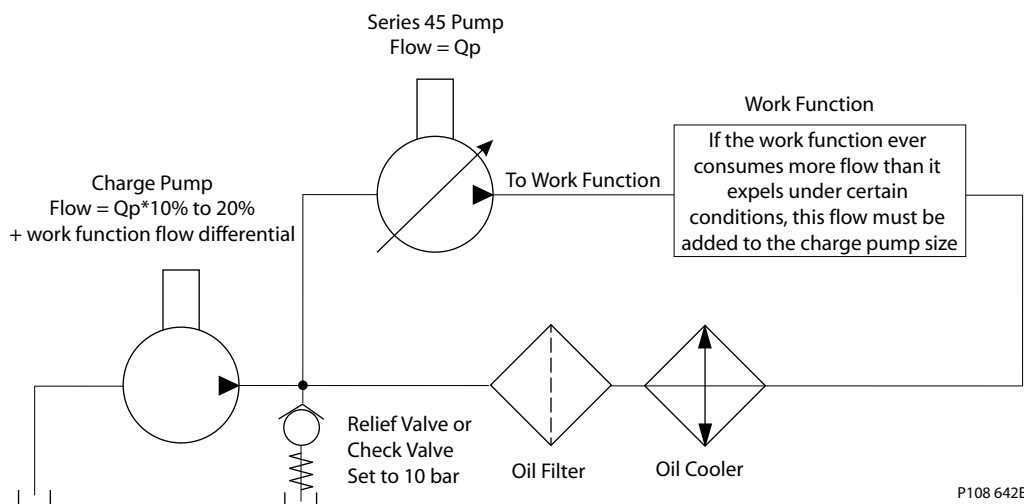 Series 45 Pump
Flow = Qp
Work Function
If the work function ever
consumes more flow than it
expels under certain
conditions, this flow must be
added to the charge pump size
To Work Function
Charge Pump
Flow = Qp*10% to 20%
+ work function flow differential
Relief Valve or
Check Valve
Set to 10 bar
Oil Filter
Oil Cooler